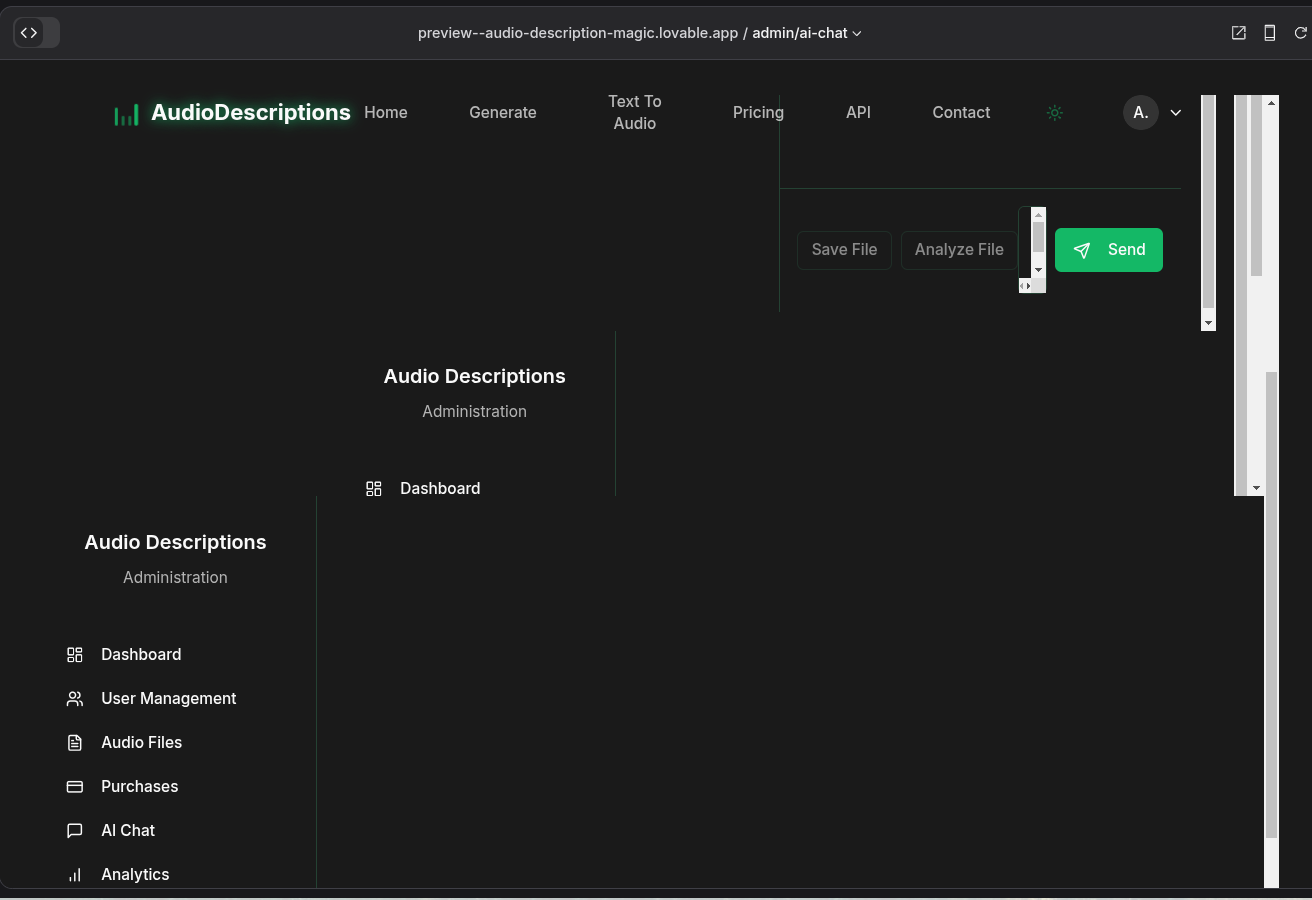 preview--audio-description-magic.lovable.app / admin/ai-chat
AudioDescriptions
Home
Generate
Text To
Audio
Pricing
API
Contact
A.
Save File
Analyze File
Send
Audio Descriptions
Administration
Dashboard
Audio Descriptions
Administration
Dashboard
User Management
Audio Files
Purchases
AI Chat
Analytics